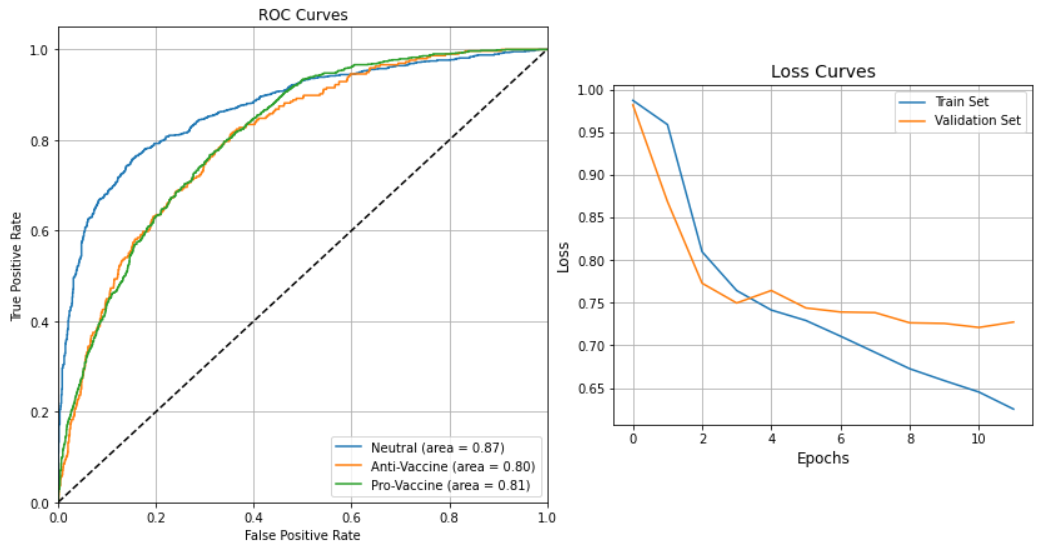 ROC Curves
1.0
0.8
0.6
0.4
0.2
0.0
True Positive Rate
0.0 0.2 0.4 0.6 0.8 1.0
False Positive Rate
Neutral (area = 0.87)
Anti-Vaccine (area = 0.80)
Pro-Vaccine (area = 0.81)
Loss Curves
1.00
0.95
0.90
0.85
0.80
0.75
0.70
0.65
Loss
0 2 4 6 8 10
Epochs
Train Set
Validation Set